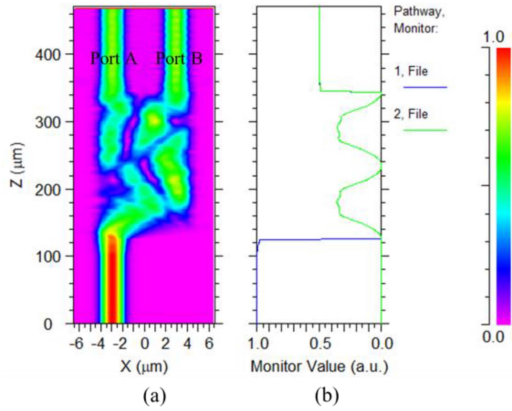 Port A Port B
400
300
200
100
0
Z (μm)
-6 -4 -2 0 2 4 6
X (μm)
(a)
1.0 0.5 0.0
Monitor Value (a.u.)
(b)
Pathway,
Monitor:
1, File
2, File
1.0
0.0